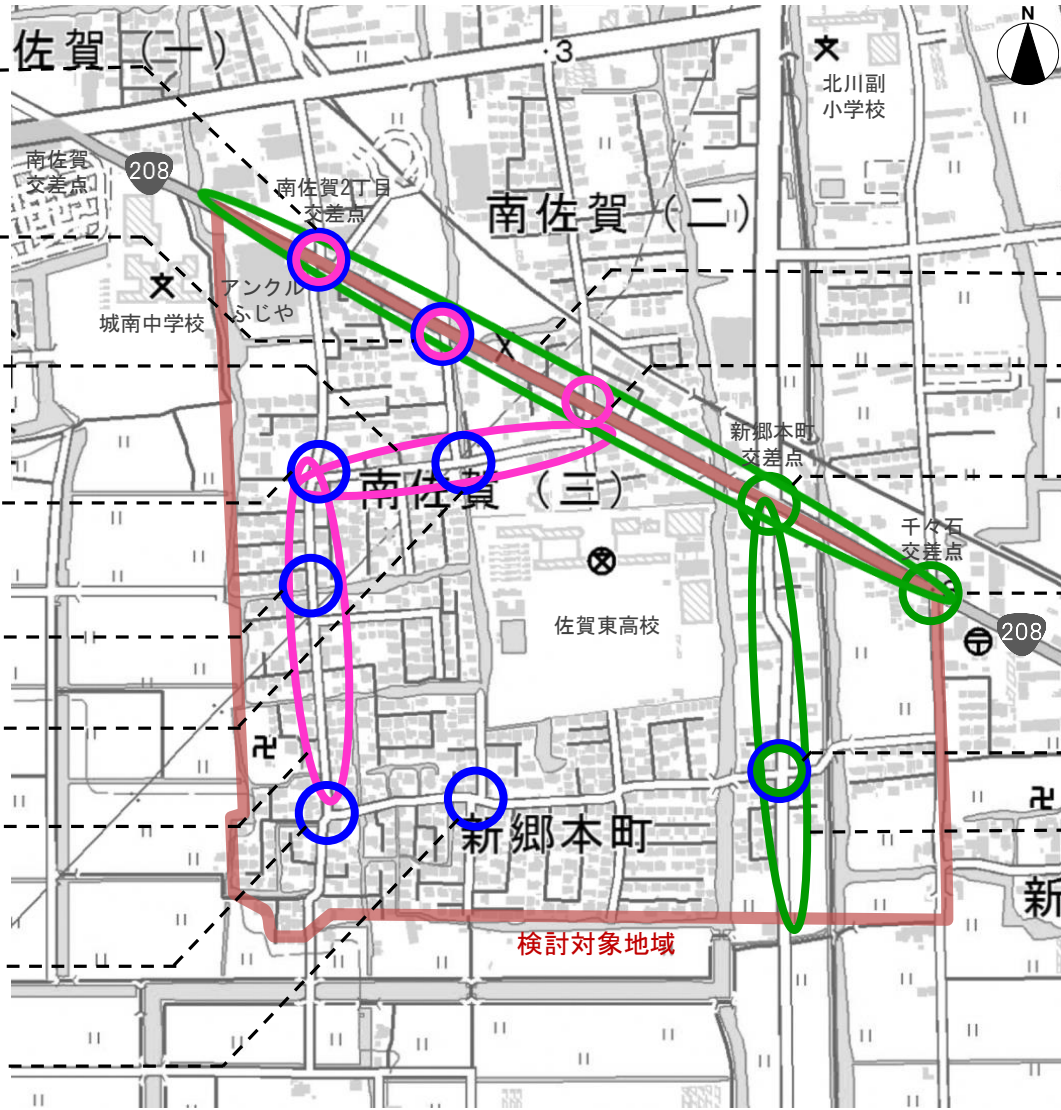 佐賀（一）
N
3
北川副
小学校
南佐賀
交差点
208
南佐賀2丁目
交差点
南佐賀（二）
アンクル
ふじや
城南中学校
新郷本町
交差点
南佐賀（三）
千々石
交差点
佐賀東高校
208
新郷本町
新
検討対象地域